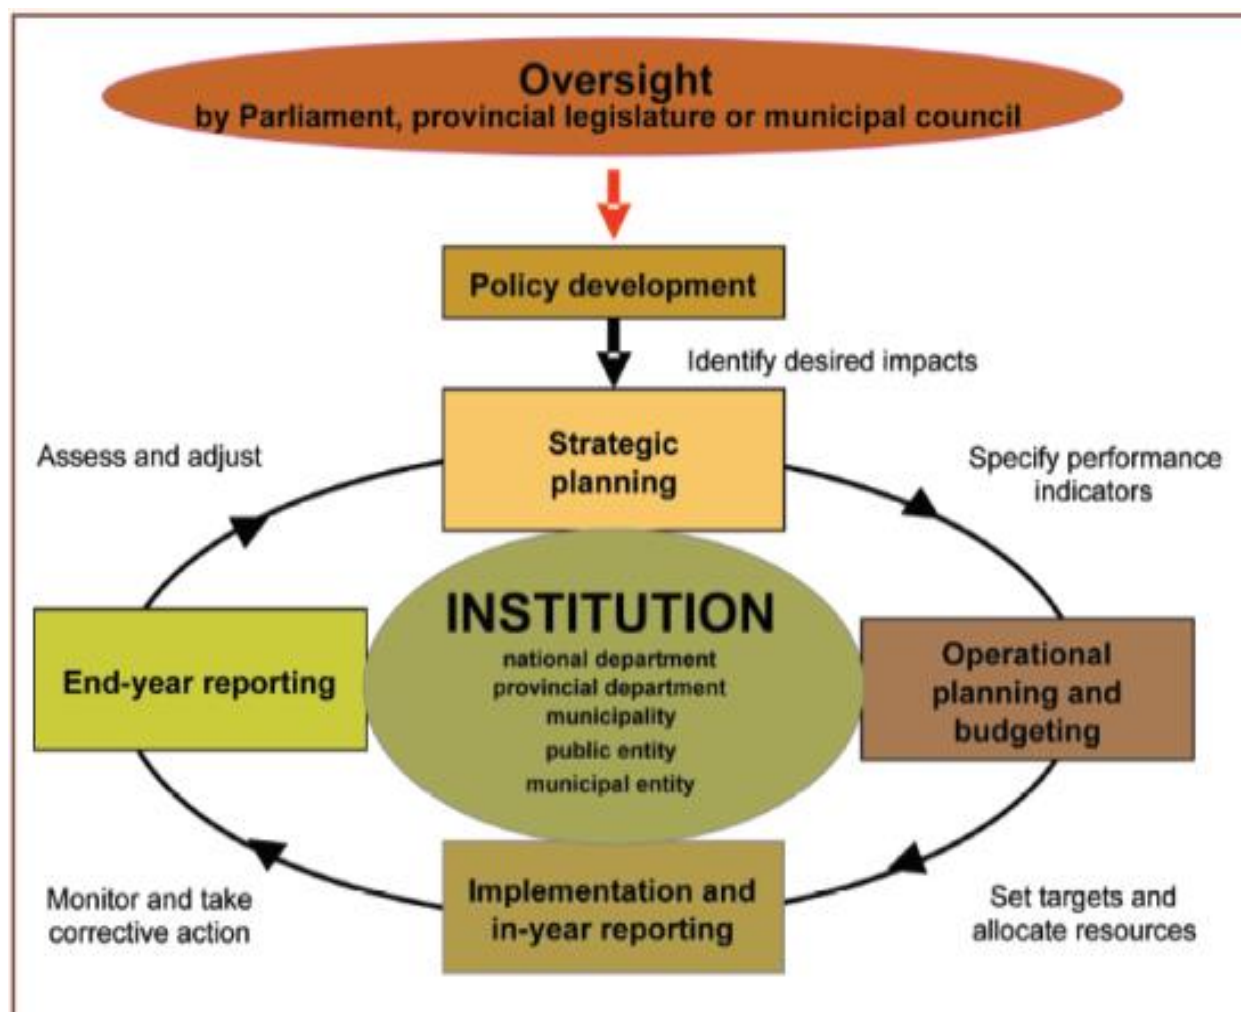 Oversight
by Parliament, provincial legislature or municipal council
Policy development
Identify desired impacts
Strategic
planning
Assess and adjust
Specify performance
indicators
INSTITUTION
national department
provincial department
municipality
public entity
municipal entity
End-year reporting
Operational
planning and
budgeting
Implementation and
in-year reporting
Monitor and take
corrective action
Set targets and
allocate resources